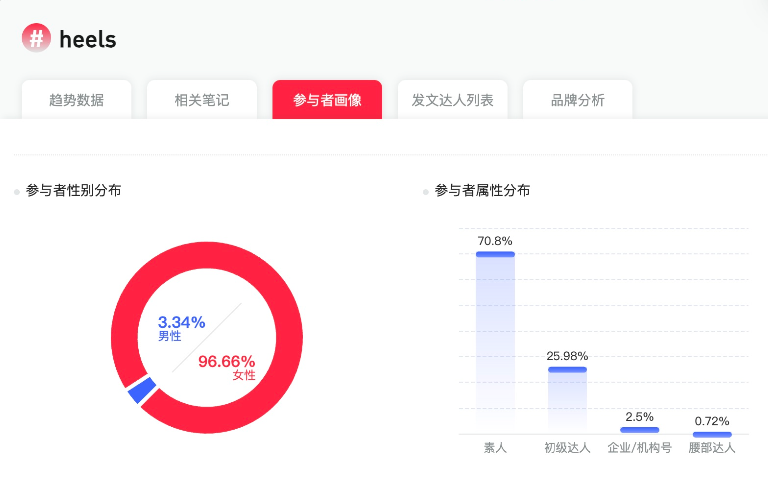 # heels
趋势数据
相关笔记
参与者画像
发文达人列表
品牌分析
参与者性别分布
3.34%
男性
96.66%
女性
参与者属性分布
70.8%
25.98%
2.5%
0.72%
素人
初级达人
企业/机构号
腰部达人